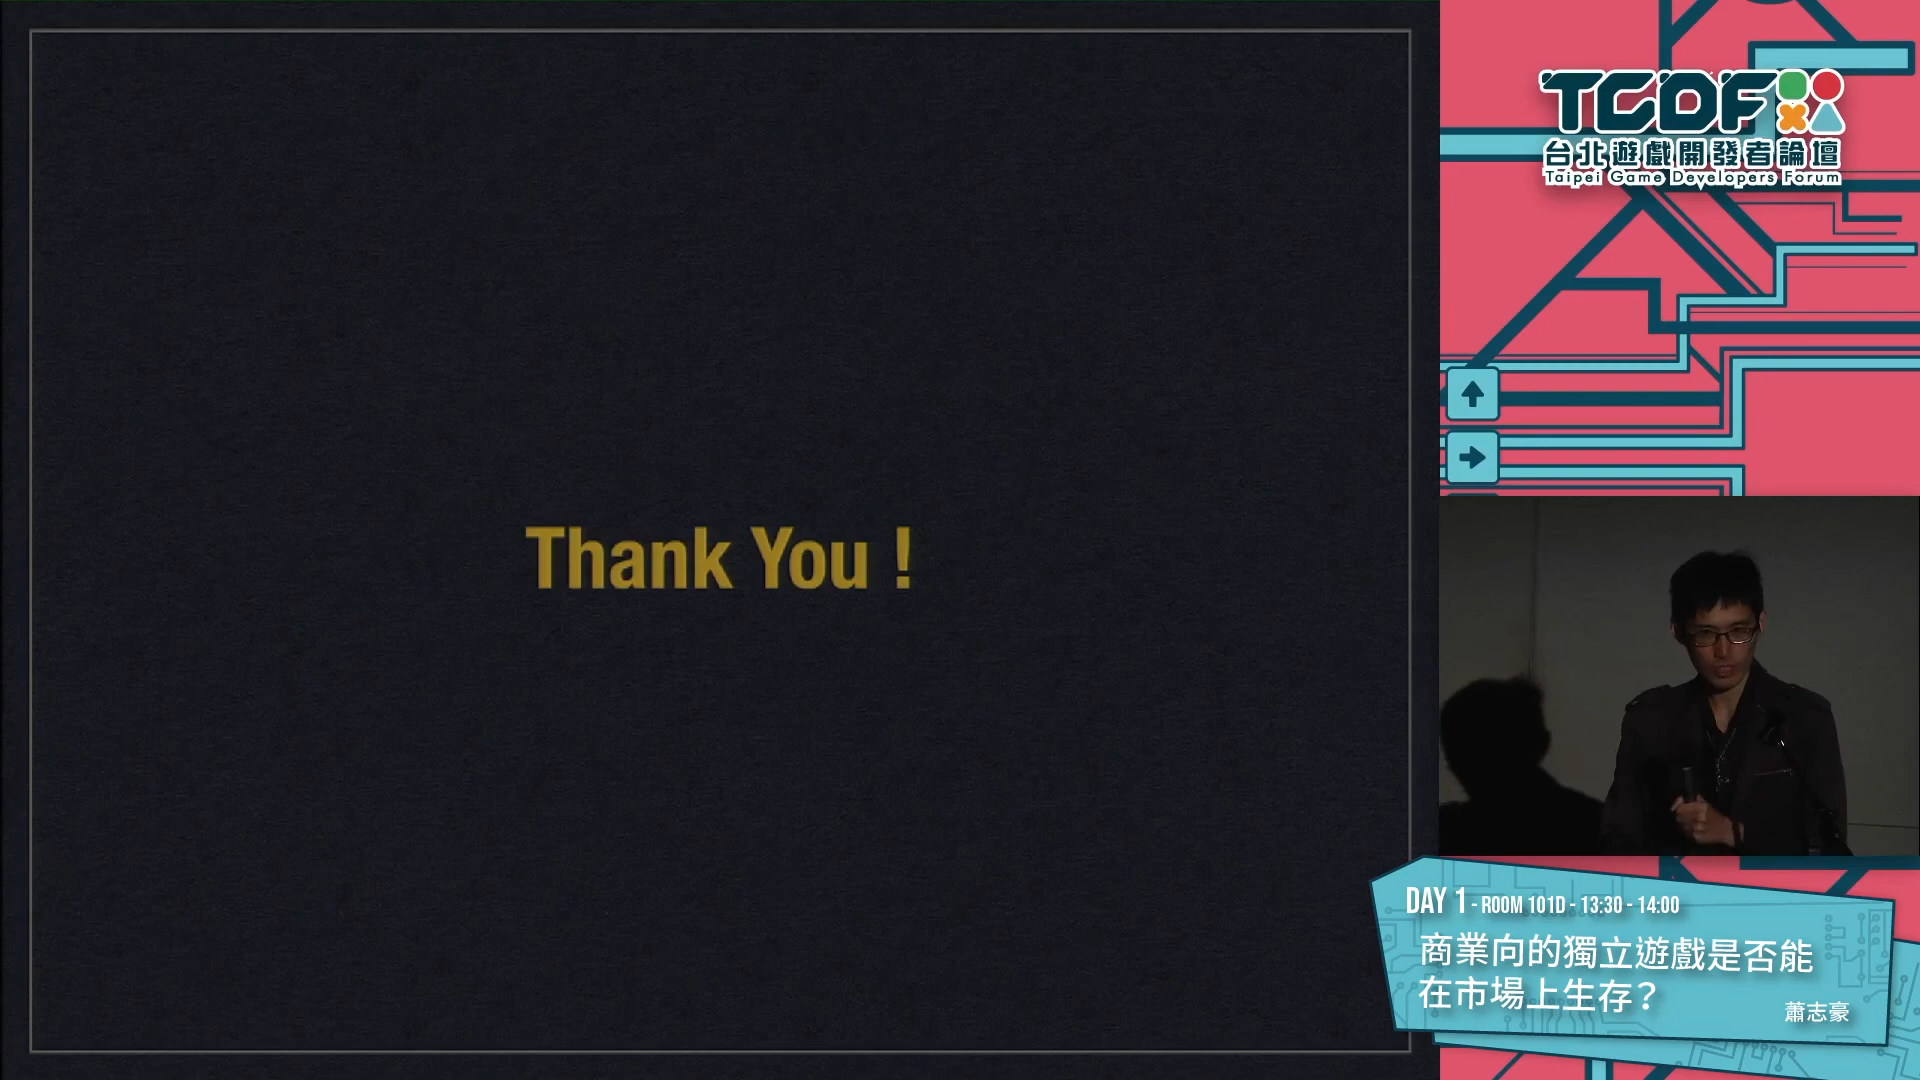 Thank You !
TGDF
台北遊戲開發者論壇
Taipei Game Developers Forum
DAY 1 - ROOM 101D - 13:30 - 14:00
商業向的獨立遊戲是否能
在市場上生存?
蕭志豪